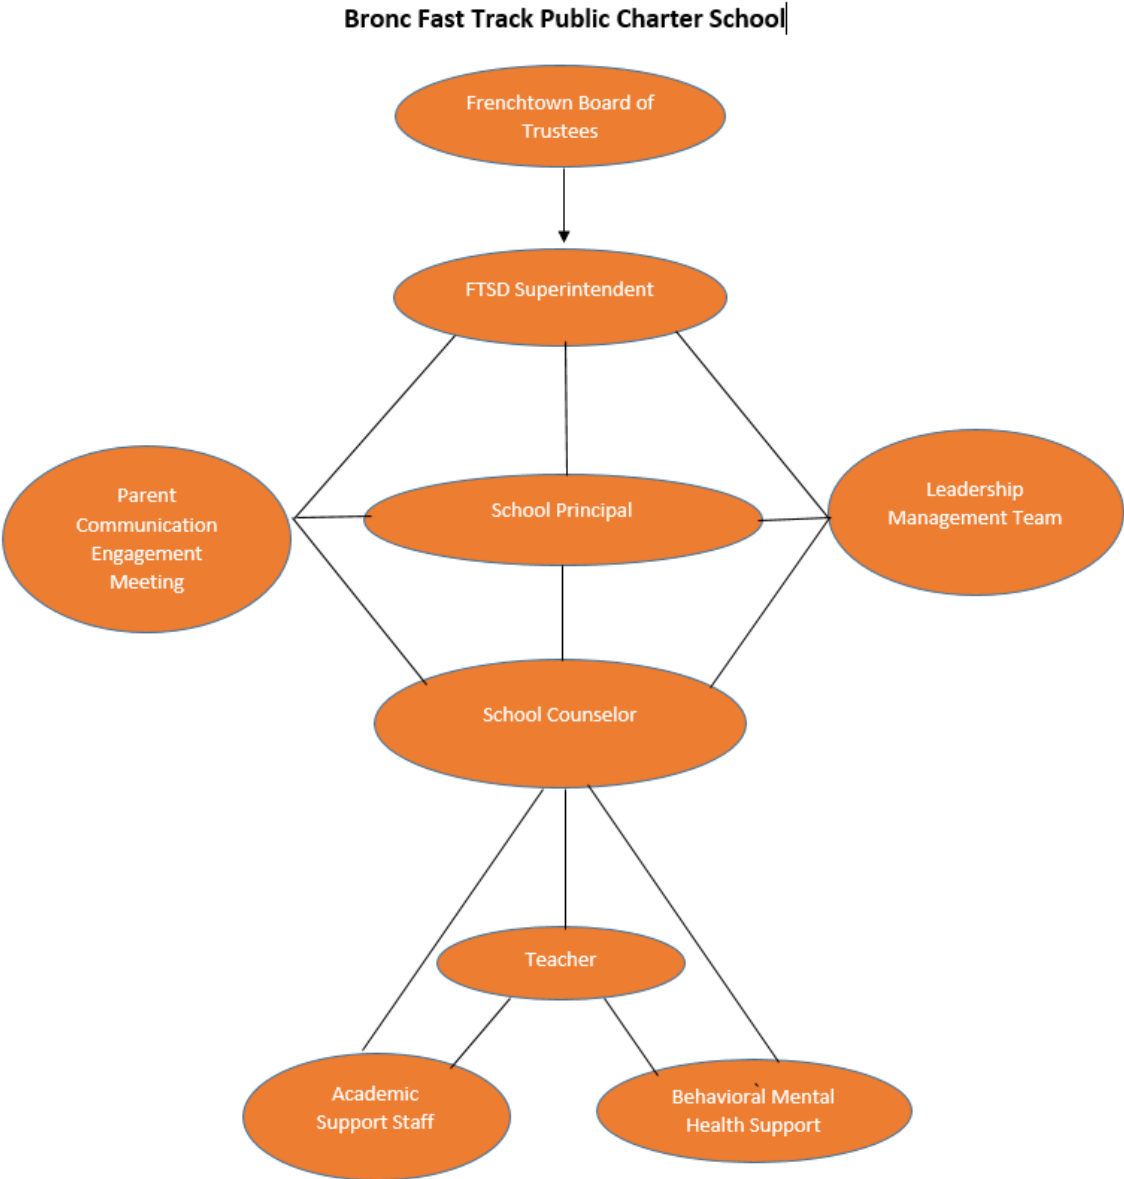 Bronc Fast Track Public Charter School
Frenchtown Board of
Trustees
FTSD Superintendent
Parent
Communication
Engagement
Meeting
School Principal
Leadership
Management Team
School Counselor
Teacher
Academic
Support Staff
Behavioral Mental
Health Support